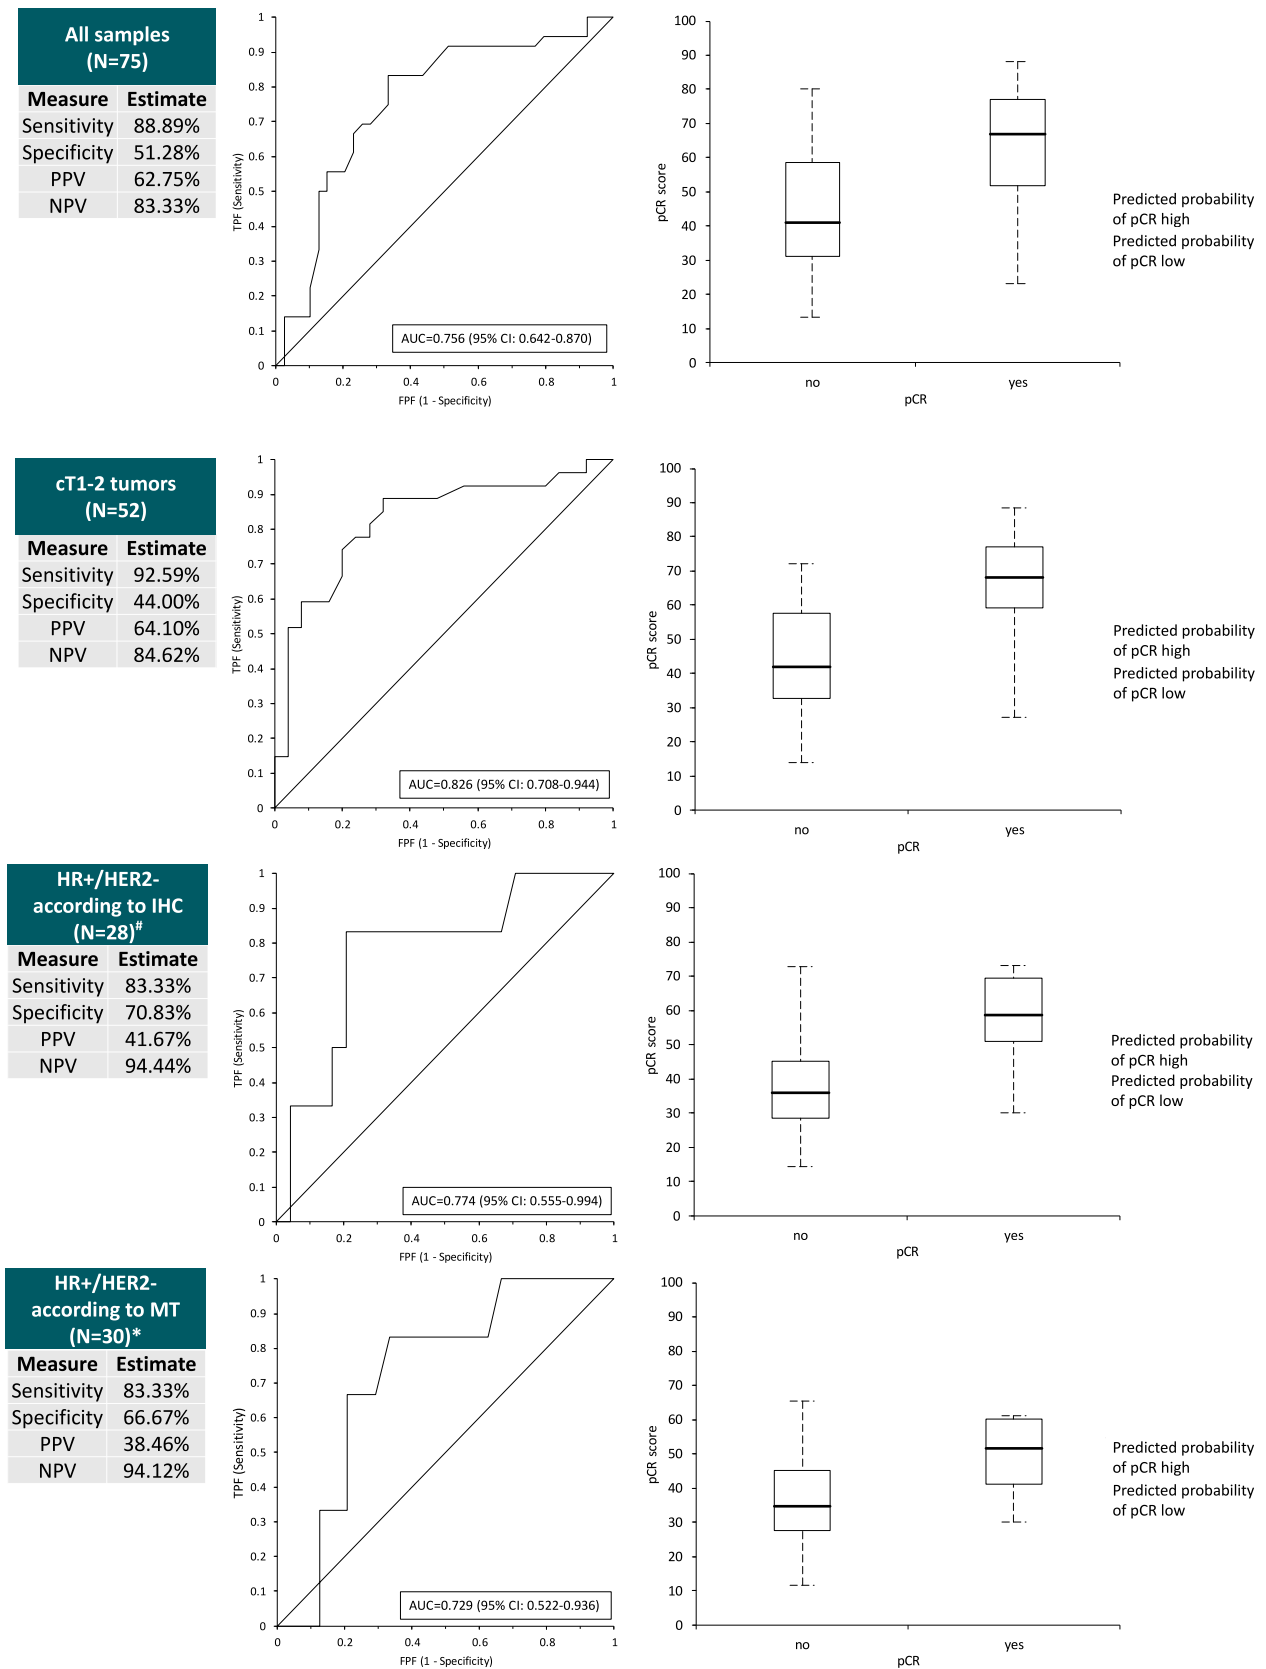 All samples
(N=75)
Measure Estimate
Sensitivity 88.89%
Specificity 51.28%
PPV 62.75%
NPV 83.33%
TPF (Sensitivity)
1
0.9
0.8
0.7
0.6
0.5
0.4
0.3
0.2
0.1
0
AUC=0.756 (95% CI: 0.642-0.870)
0 0.2 0.4 0.6 0.8 1
FPF (1 - Specificity)
pCR score
100
90
80
70
60
50
40
30
20
10
0
no yes
pCR
Predicted probability
of pCR high
Predicted probability
of pCR low
cT1-2 tumors
(N=52)
Measure Estimate
Sensitivity 92.59%
Specificity 44.00%
PPV 64.10%
NPV 84.62%
TPF (Sensitivity)
1
0.9
0.8
0.7
0.6
0.5
0.4
0.3
0.2
0.1
0
AUC=0.826 (95% CI: 0.708-0.944)
0 0.2 0.4 0.6 0.8 1
FPF (1 - Specificity)
pCR score
100
90
80
70
60
50
40
30
20
10
0
no yes
pCR
Predicted probability
of pCR high
Predicted probability
of pCR low
HR+/HER2-
according to IHC
(N=28)#
Measure Estimate
Sensitivity 83.33%
Specificity 70.83%
PPV 41.67%
NPV 94.44%
TPF (Sensitivity)
1
0.9
0.8
0.7
0.6
0.5
0.4
0.3
0.2
0.1
0
AUC=0.774 (95% CI: 0.555-0.994)
0 0.2 0.4 0.6 0.8 1
FPF (1 - Specificity)
pCR score
100
90
80
70
60
50
40
30
20
10
0
no yes
pCR
Predicted probability
of pCR high
Predicted probability
of pCR low
HR+/HER2-
according to MT
(N=30)*
Measure Estimate
Sensitivity 83.33%
Specificity 66.67%
PPV 38.46%
NPV 94.12%
TPF (Sensitivity)
1
0.9
0.8
0.7
0.6
0.5
0.4
0.3
0.2
0.1
0
AUC=0.729 (95% CI: 0.522-0.936)
0 0.2 0.4 0.6 0.8 1
FPF (1 - Specificity)
pCR score
100
90
80
70
60
50
40
30
20
10
0
no yes
pCR
Predicted probability
of pCR high
Predicted probability
of pCR low